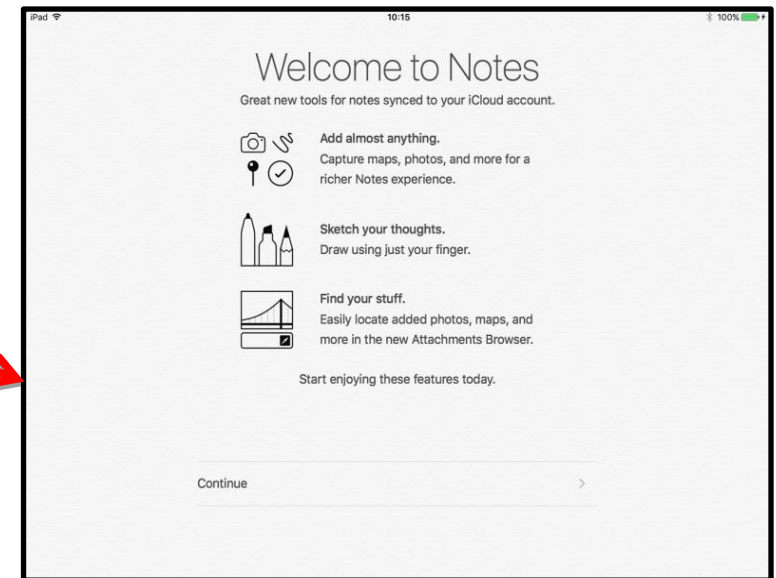 iPad 10:15 100%
Welcome to Notes
Great new tools for notes synced to your iCloud account.
Add almost anything.
Capture maps, photos, and more for a
richer Notes experience.
Sketch your thoughts.
Draw using just your finger.
Find your stuff.
Easily locate added photos, maps, and
more in the new Attachments Browser.
Start enjoying these features today.
Continue